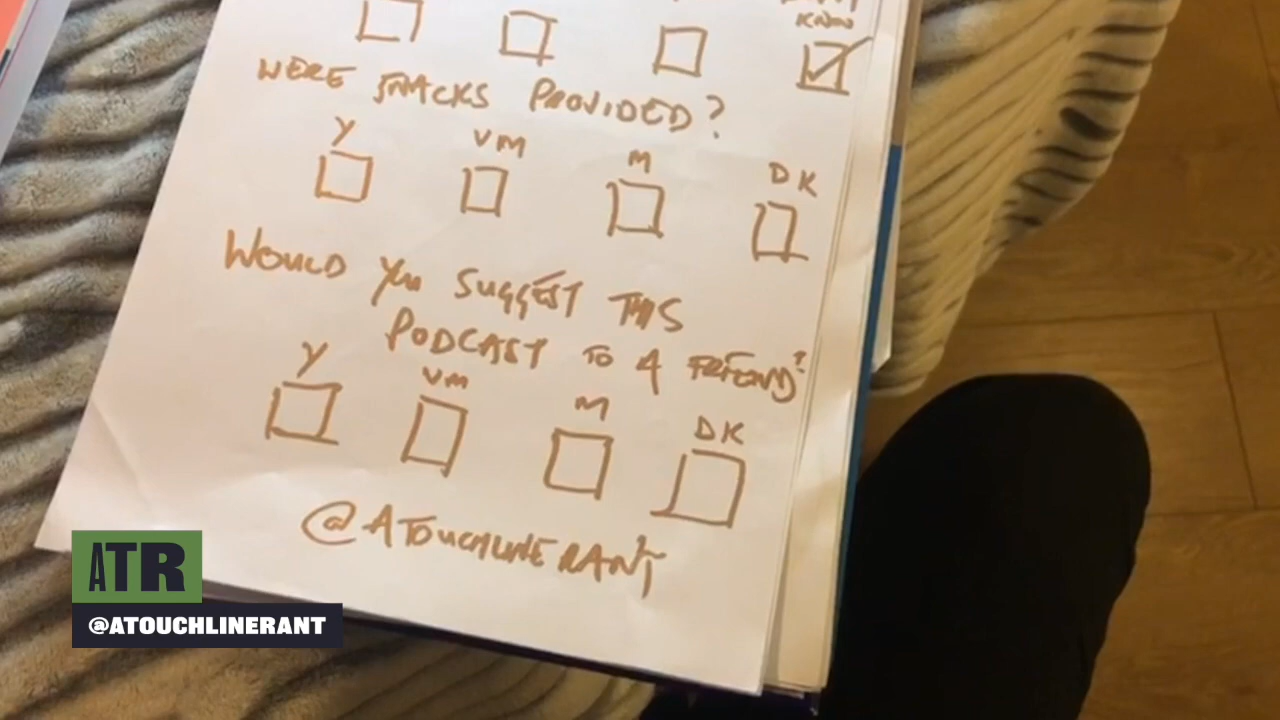 KNOW
WERE SNACKS PROVIDED?
Y VM M DK
WOULD YOU SUGGEST THIS
PODCAST TO A FRIEND?
Y VM M DK
@ATOUCHLINERANT
ATR
@ATOUCHLINERANT